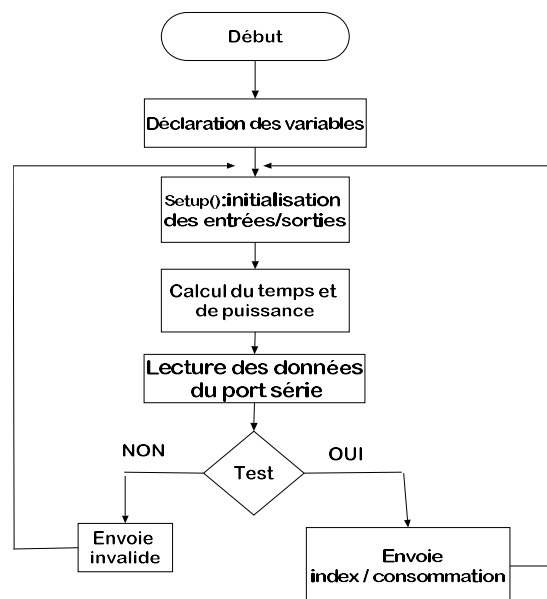 Début
Déclaration des variables
Setup():initialisation
des entrées/sorties
Calcul du temps et
de puissance
Lecture des données
du port série
NON
OUI
Test
Envoie
invalide
Envoie
index / consommation